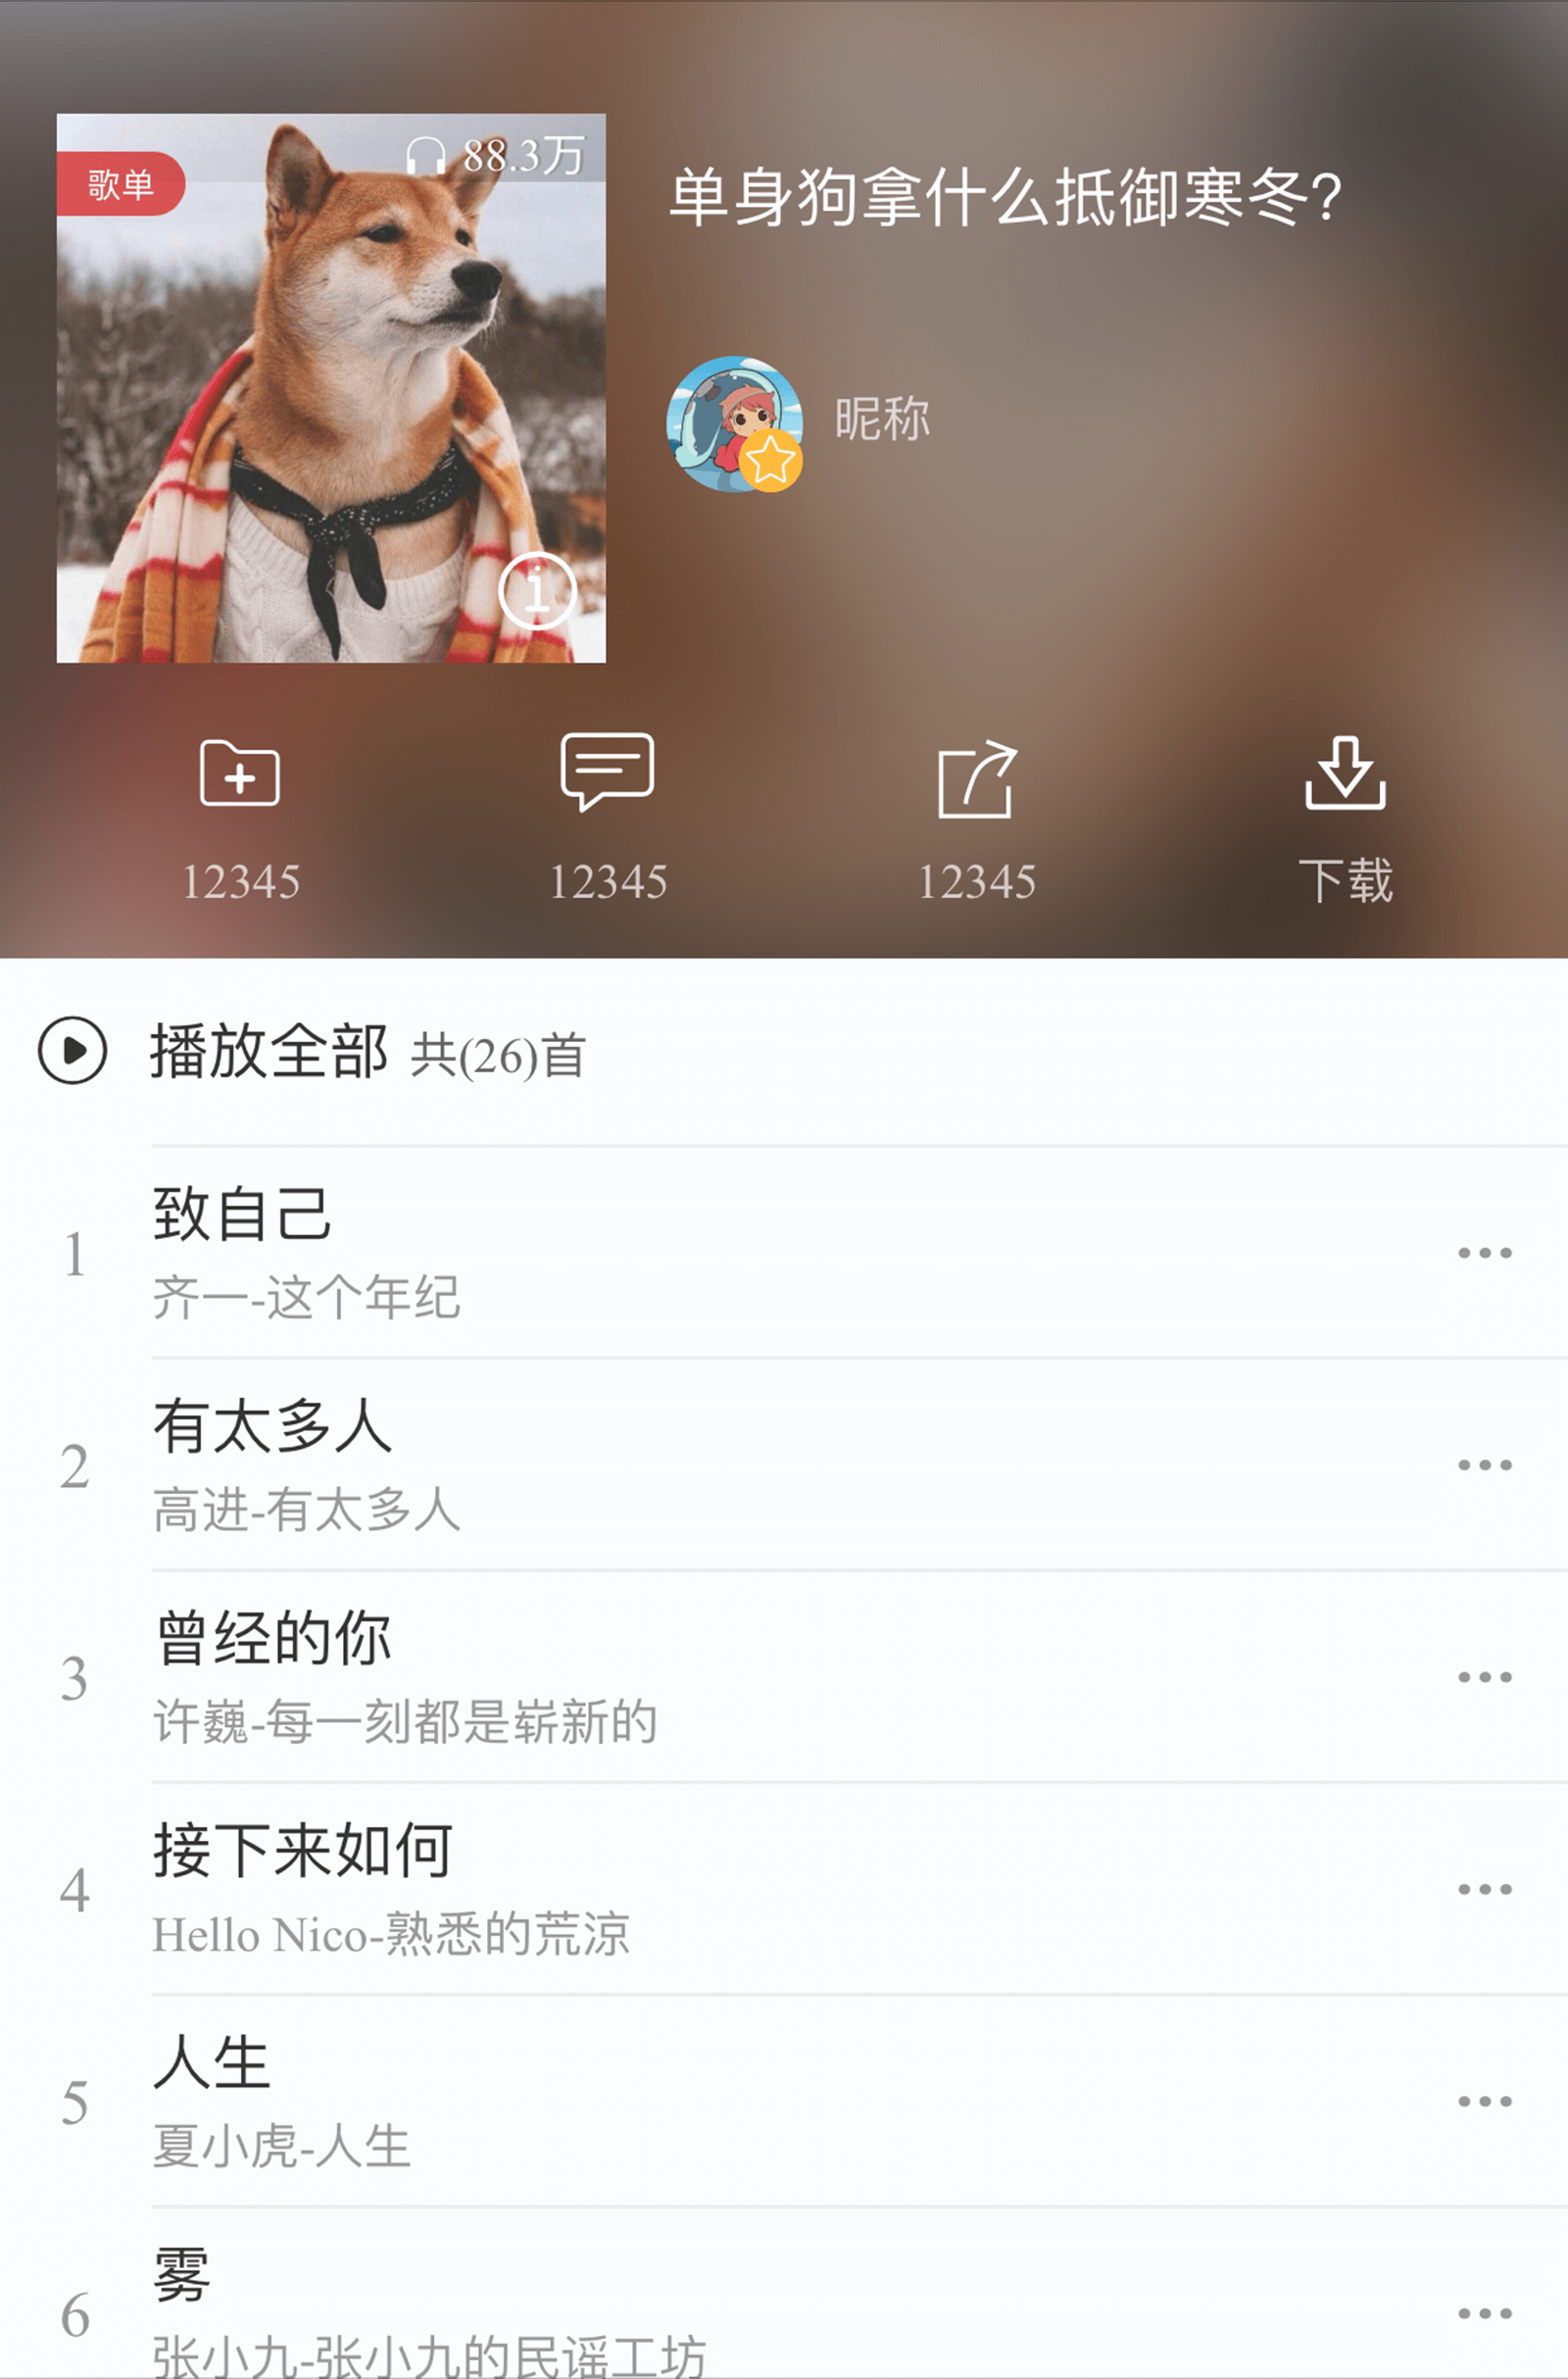 歌单
88.3万
单身狗拿什么抵御寒冬?
昵称
12345
12345
12345
下载
播放全部 共(26)首
1
致自己
齐一-这个年纪
2
有太多人
高进-有太多人
3
曾经的你
许巍-每一刻都是崭新的
4
接下来如何
Hello Nico-熟悉的荒涼
5
人生
夏小虎-人生
6
雾
张小九-张小九的民谣工坊